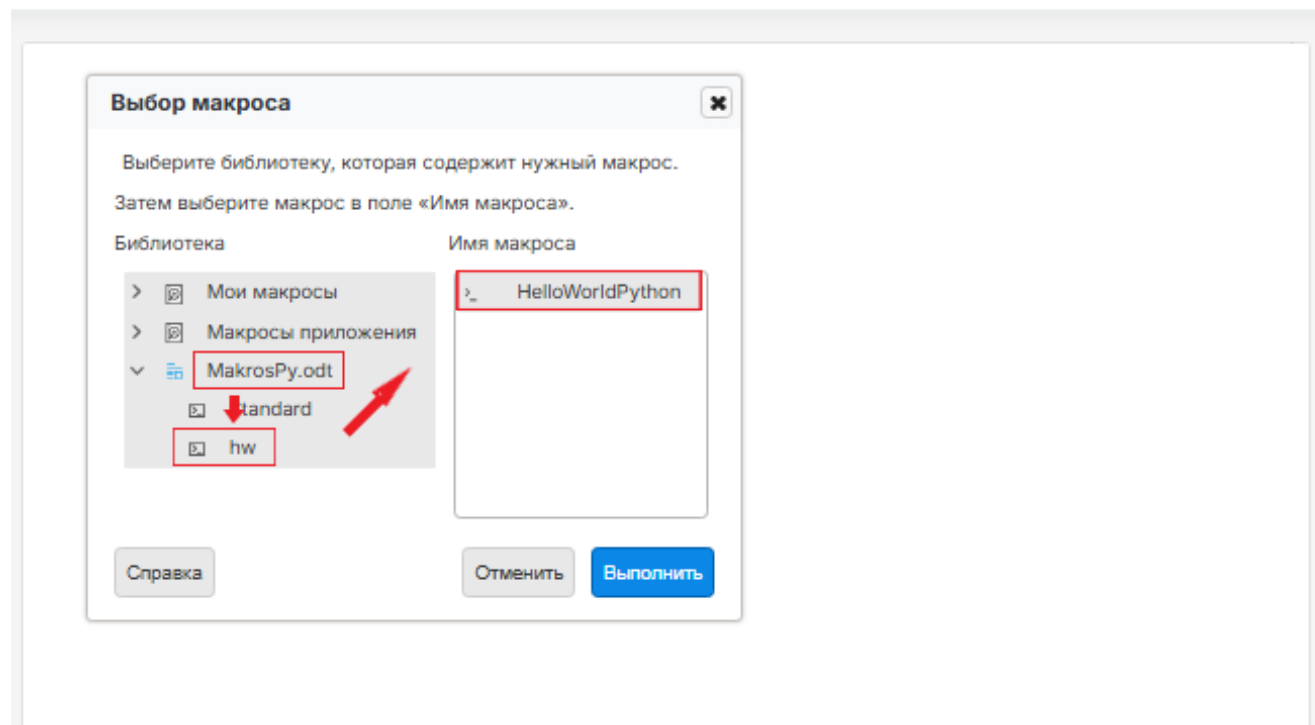 Выбор макроса
Выберите библиотеку, которая содержит нужный макрос.
Затем выберите макрос в поле «Имя макроса».
Библиотека
Имя макроса
Мои макросы
Макросы приложения
MakrosPy.odt
tandard
hw
HelloWorldPython
Справка
Отменить
Выполнить